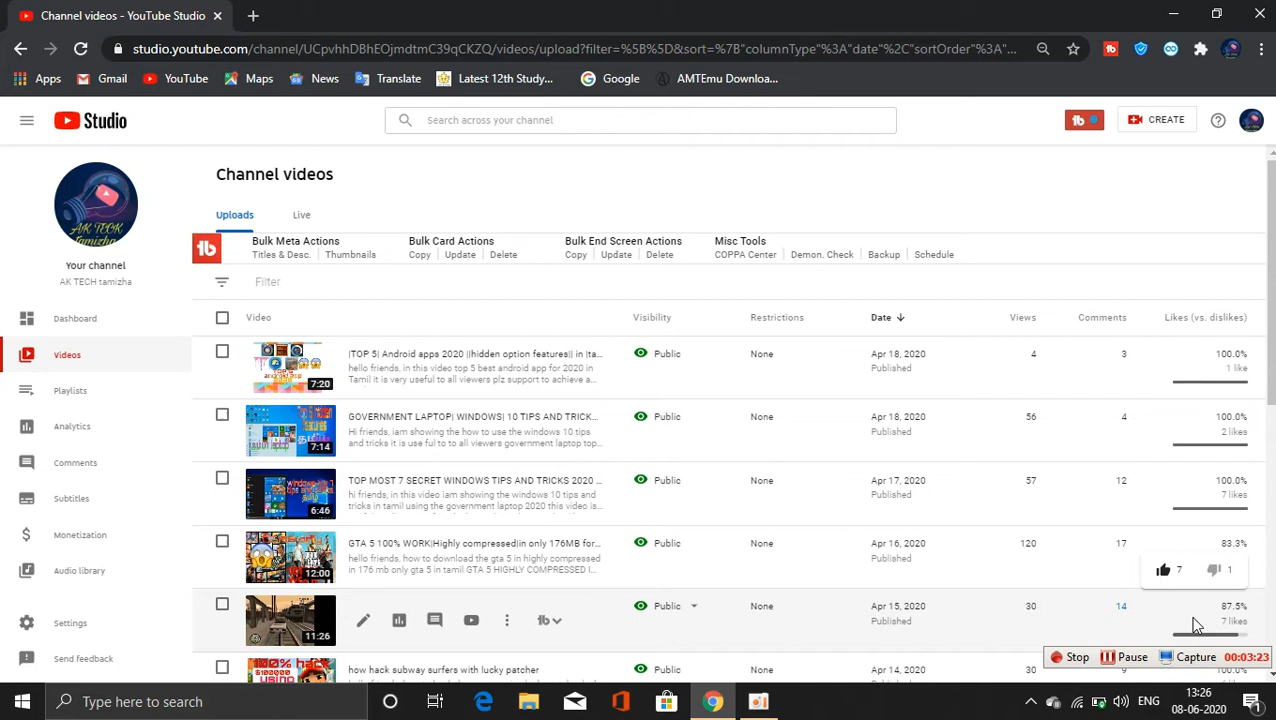 Channel videos - YouTube Studio
studio.youtube.com/channel/UCpvhhDBhEOjmdtmC39qCKZQ/videos/upload?filter=%5B%5D&sort=%7B"columnType"%3A"date"%2C"sortOrder"%3A"...
Apps Gmail YouTube Maps News Translate Latest 12th Study... Google AMTEmu Downloa...
Studio
Search across your channel
CREATE
AK TECK
tamizha
Your channel
AK TECH tamizha
Dashboard
Videos
Playlists
Analytics
Comments
Subtitles
Monetization
Audio library
Settings
Send feedback
Channel videos
Uploads Live
Bulk Meta Actions Bulk Card Actions Bulk End Screen Actions Misc Tools
Titles & Desc. Thumbnails Copy Update Delete Copy Update Delete COPPA Center Demon. Check Backup Schedule
Filter
Video Visibility Restrictions Date Views Comments Likes (vs. dislikes)
|TOP 5| Android apps 2020 ||hidden option features|| in |ta... Public None Apr 18, 2020 4 3 100.0%
hello friends, in this video top 5 best android app for 2020 in Published 1 like
Tamil it is very useful to all viewers plz support to achieve a...
7:20
GOVERNMENT LAPTOP| WINDOWS| 10 TIPS AND TRICK... Public None Apr 18, 2020 56 4 100.0%
Hi friends, iam showing the how to use the windows 10 tips Published 2 likes
and tricks it is use ful to to all viewers government laptop top...
7:14
TOP MOST 7 SECRET WINDOWS TIPS AND TRICKS 2020 ... Public None Apr 17, 2020 57 12 100.0%
hi friends, in this video iam showing the windows 10 tips and Published 7 likes
tricks in tamil using the government laptop 2020 this video is...
6:46
GTA 5 100% WORK|Highly compressed|in only 176MB for... Public None Apr 16, 2020 120 17 83.3%
hello friends, how to download the gta 5 in highly compressed Published
in 176 mb only gta 5 in tamil GTA 5 HIGHLY COMPRESSED I...
12:00
7 1
Public None Apr 15, 2020 30 14 87.5%
Published 7 likes
11:26
100% hack
how hack subway surfers with lucky patcher Public None Apr 14, 2020 30 9 100.0%
Stop Pause Capture 00:03:23
Type here to search
ENG
13:26
08-06-2020
1